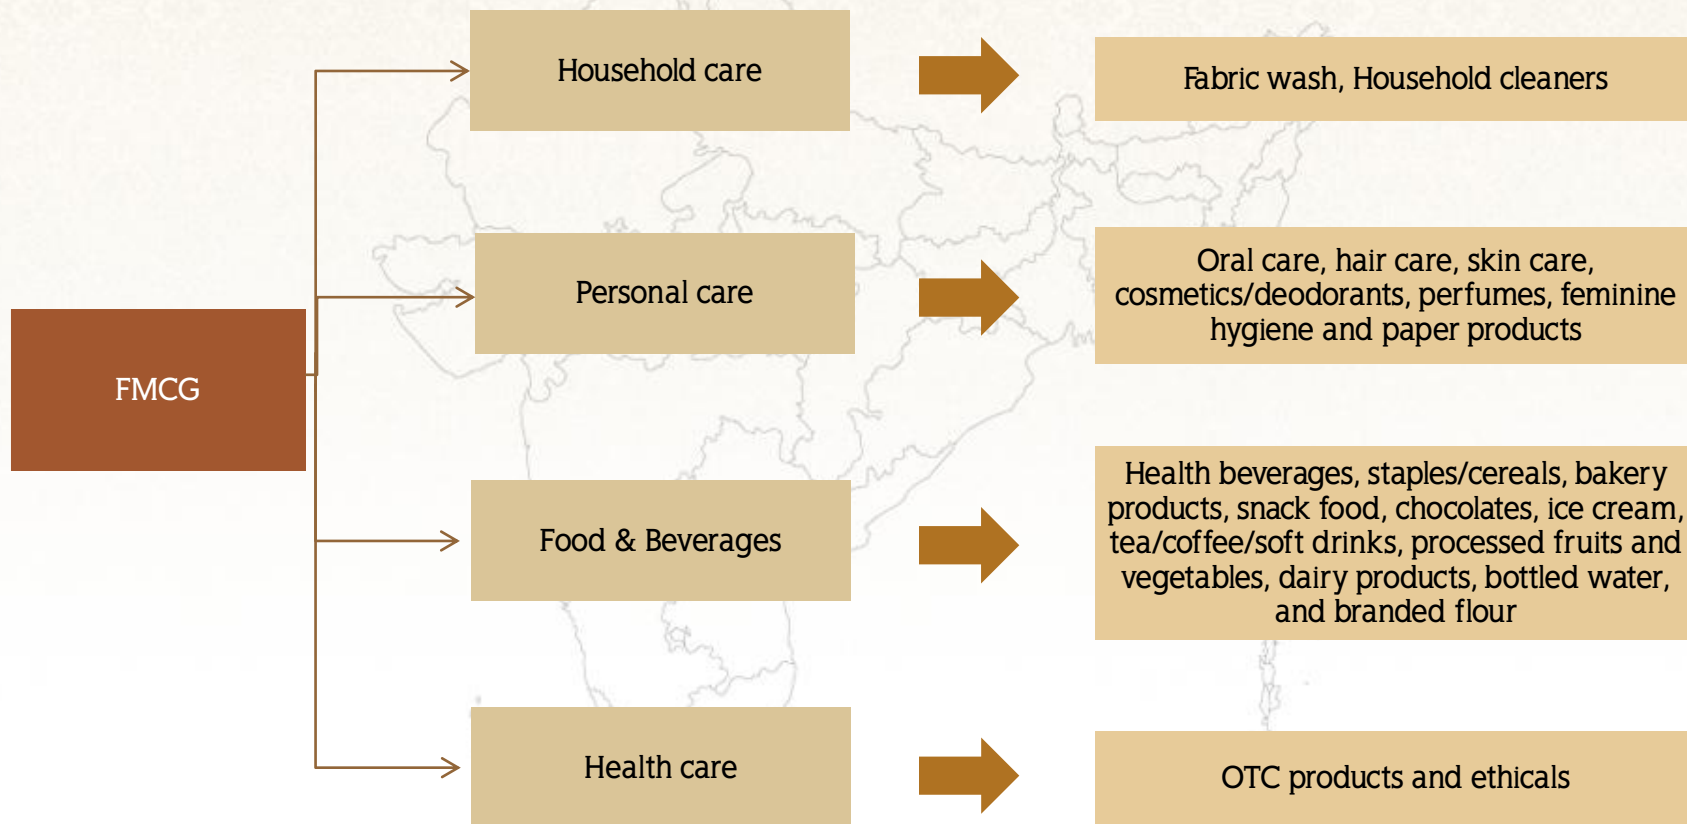 Household care
Fabric wash, Household cleaners
Personal care
Oral care, hair care, skin care,
cosmetics/deodorants, perfumes, feminine
hygiene and paper products
FMCG
Food & Beverages
Health beverages, staples/cereals, bakery
products, snack food, chocolates, ice cream,
tea/coffee/soft drinks, processed fruits and
vegetables, dairy products, bottled water,
and branded flour
Health care
OTC products and ethicals